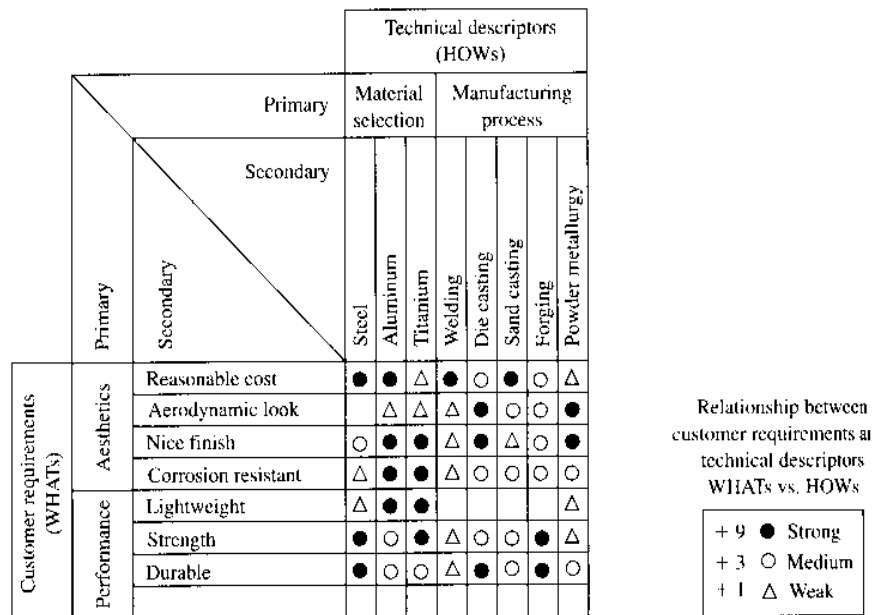 Technical descriptors
(HOWs)
Primary
Material
selection
Manufacturing
process
Secondary
Primary
Secondary
Steel
Aluminum
Titanium
Welding
Die casting
Sand casting
Forging
Powder metallurgy
Customer requirements
(WHATs)
Aesthetics
Reasonable cost
Aerodynamic look
Nice finish
Corrosion resistant
Performance
Lightweight
Strength
Durable
Relationship between
customer requirements a
technical descriptors
WHATs vs. HOWs
+ 9 ● Strong
+ 3 ○ Medium
+ 1 △ Weak